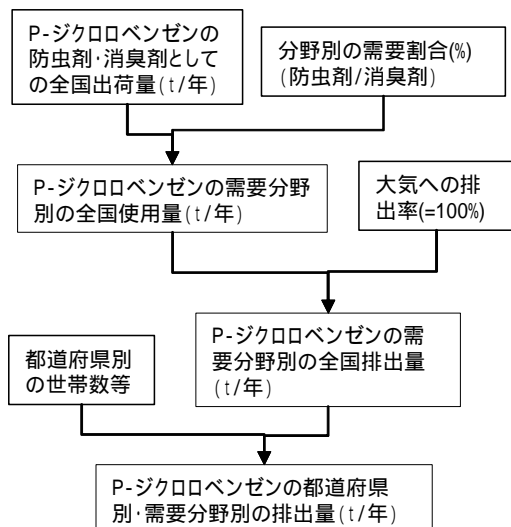 P-ジクロロベンゼンの
防虫剤･消臭剤として
の全国出荷量(t/年)
分野別の需要割合(%)
(防虫剤/消臭剤)
P-ジクロロベンゼンの需要分野
別の全国使用量(t/年)
大気への排
出率(=100%)
P-ジクロロベンゼンの需
要分野別の全国排出量
(t/年)
都道府県別
の世帯数等
P-ジクロロベンゼンの都道府県
別･需要分野別の排出量(t/年)